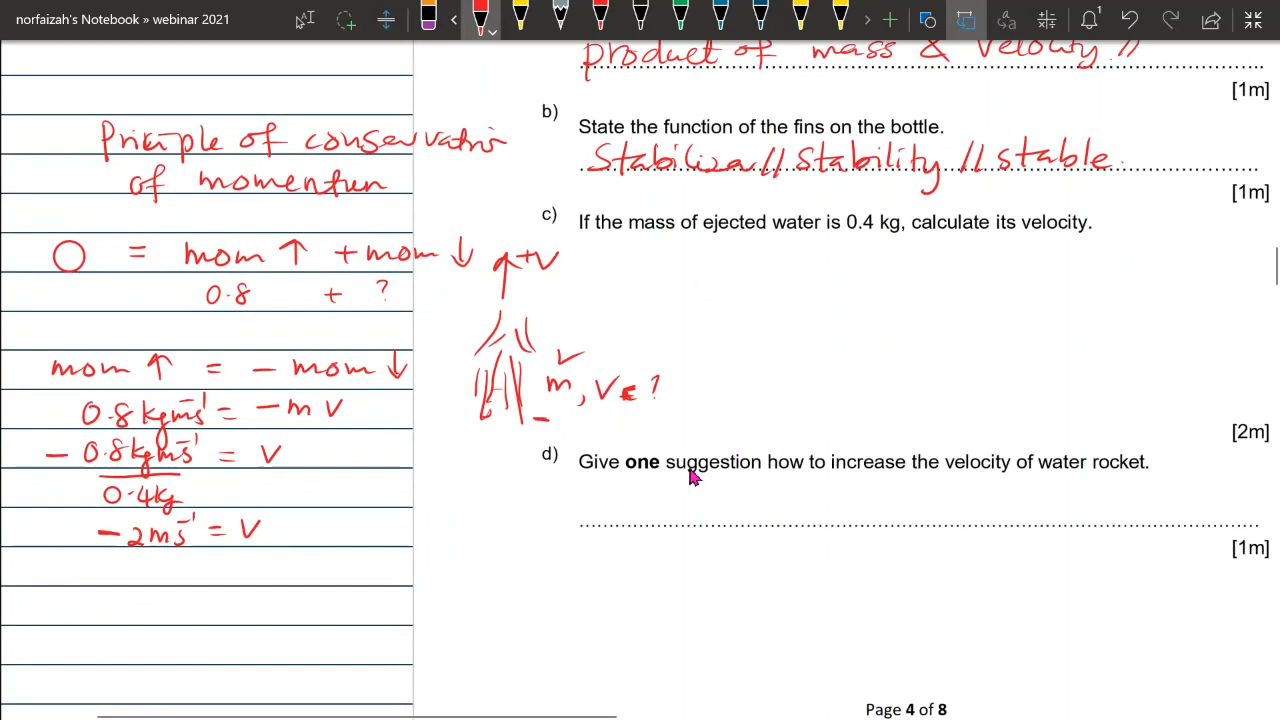 norfaizah's Notebook » webinar 2021
product of mass & velocity //
[1m]
b)
State the function of the fins on the bottle.
Stabilize // Stability // stable
[1m]
c)
If the mass of ejected water is 0.4 kg, calculate its velocity.
[2m]
d)
Give one suggestion how to increase the velocity of water rocket.
[1m]
Page 4 of 8
Principle of conservation
of momentum
O = mom ↑ + mom ↓
0.8 + ?
mom ↑ = - mom ↓
0.8 kgms⁻¹ = - m v
- 0.8 kgms⁻¹ = v
0.4 kg
- 2 ms⁻¹ = v
↑ +v
m, v = ?